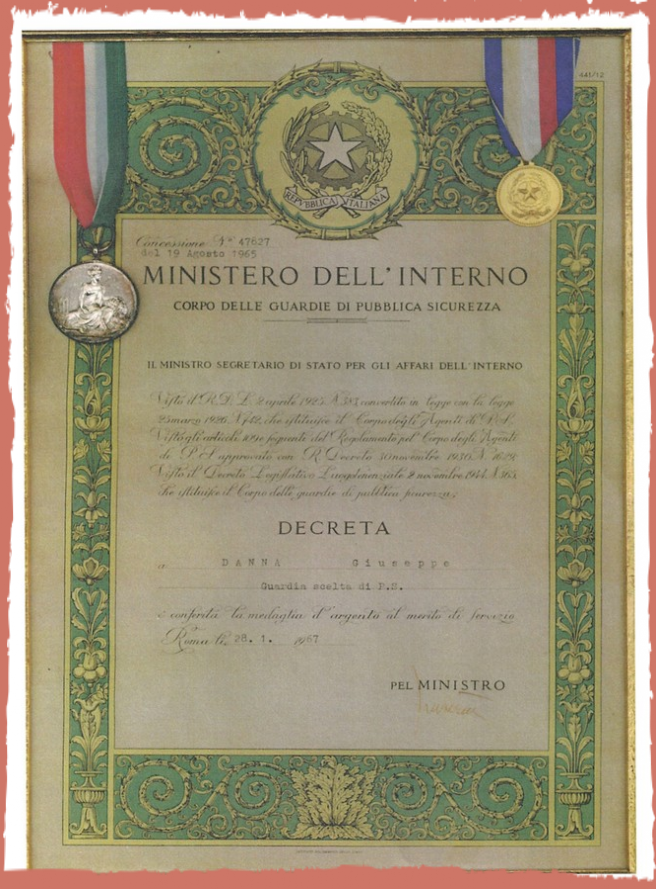 441/12
REPVBBLICA ITALIANA
Concessione N° 47627
del 19 Agosto 1965
MINISTERO DELL'INTERNO
CORPO DELLE GUARDIE DI PUBBLICA SICUREZZA
IL MINISTRO SEGRETARIO DI STATO PER GLI AFFARI DELL'INTERNO
Visto il R.D.L. 2 aprile 1925. N. 383 convertito in legge con la legge
25 marzo 1926. N. 562, che istituisce il Corpo degli Agenti di P.S.
Visti gli articoli 109 e seguenti del Regolamento pel Corpo degli Agenti
di P.S. approvato con R. Decreto 30 novembre 1930 N. 1629
Visto il Decreto Legislativo Luogotenenziale 2 novembre 1944. N. 365
che istituisce il Corpo delle guardie di pubblica sicurezza;
DECRETA
a DANNA Giuseppe
Guardia scelta di P.S.
è conferita la medaglia d'argento al merito di servizio
Roma li, 28. 1. 1967
PEL MINISTRO